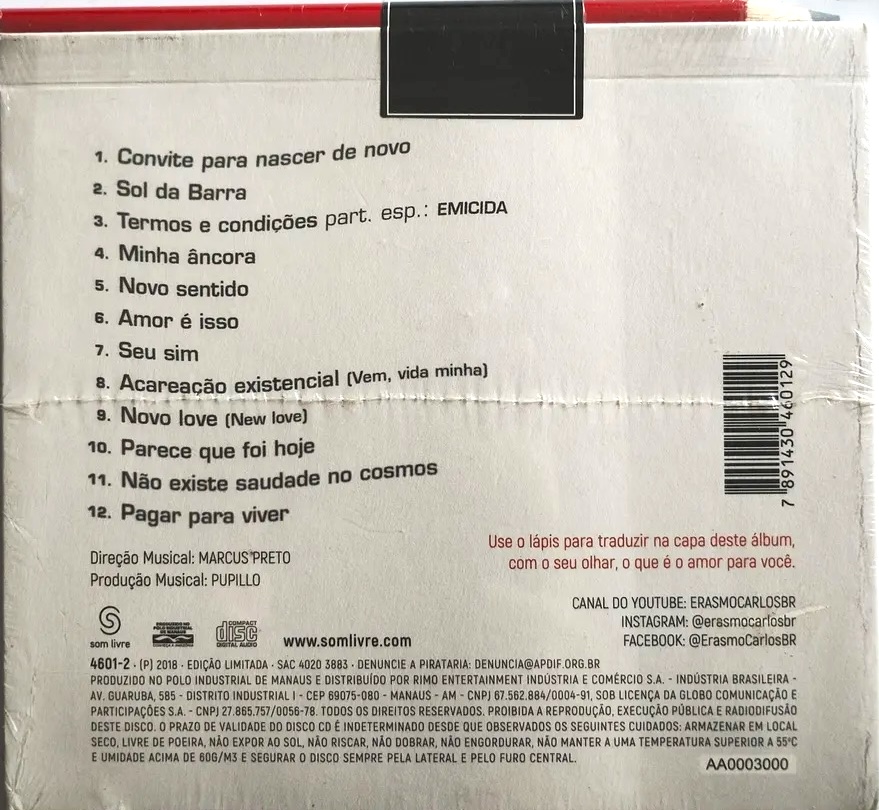 1. Convite para nascer de novo
2. Sol da Barra
3. Termos e condições part. esp.: EMICIDA
4. Minha âncora
5. Novo sentido
6. Amor é isso
7. Seu sim
8. Acareação existencial (Vem, vida minha)
9. Novo love (New love)
10. Parece que foi hoje
11. Não existe saudade no cosmos
12. Pagar para viver
7 891430 460129
Use o lápis para traduzir na capa deste álbum,
com o seu olhar, o que é o amor para você.
Direção Musical: MARCUS PRETO
Produção Musical: PUPILLO
CANAL DO YOUTUBE: ERASMOCARLOSBR
INSTAGRAM: @erasmocarlosbr
FACEBOOK: @ErasmoCarlosBR
som livre
PRODUZIDO NO
POLO INDUSTRIAL
DE MANAUS
CONHEÇA A AMAZÔNIA
COMPACT
disc
DIGITAL AUDIO
www.somlivre.com
4601-2 · (P) 2018 · EDIÇÃO LIMITADA · SAC 4020 3883 · DENUNCIE A PIRATARIA: DENUNCIA@APDIF.ORG.BR
PRODUZIDO NO POLO INDUSTRIAL DE MANAUS E DISTRIBUÍDO POR RIMO ENTERTAINMENT INDÚSTRIA E COMÉRCIO S.A. - INDÚSTRIA BRASILEIRA -
AV. GUARUBA, 585 - DISTRITO INDUSTRIAL I - CEP 69075-080 - MANAUS - AM - CNPJ 67.562.884/0004-91, SOB LICENÇA DA GLOBO COMUNICAÇÃO E
PARTICIPAÇÕES S.A. - CNPJ 27.865.757/0056-78. TODOS OS DIREITOS RESERVADOS. PROIBIDA A REPRODUÇÃO, EXECUÇÃO PÚBLICA E RADIODIFUSÃO
DESTE DISCO. O PRAZO DE VALIDADE DO DISCO CD É INDETERMINADO DESDE QUE OBSERVADOS OS SEGUINTES CUIDADOS: ARMAZENAR EM LOCAL
SECO, LIVRE DE POEIRA, NÃO EXPOR AO SOL, NÃO RISCAR, NÃO DOBRAR, NÃO ENGORDURAR, NÃO MANTER A UMA TEMPERATURA SUPERIOR A 55°C
E UMIDADE ACIMA DE 60G/M3 E SEGURAR O DISCO SEMPRE PELA LATERAL E PELO FURO CENTRAL.
AA0003000